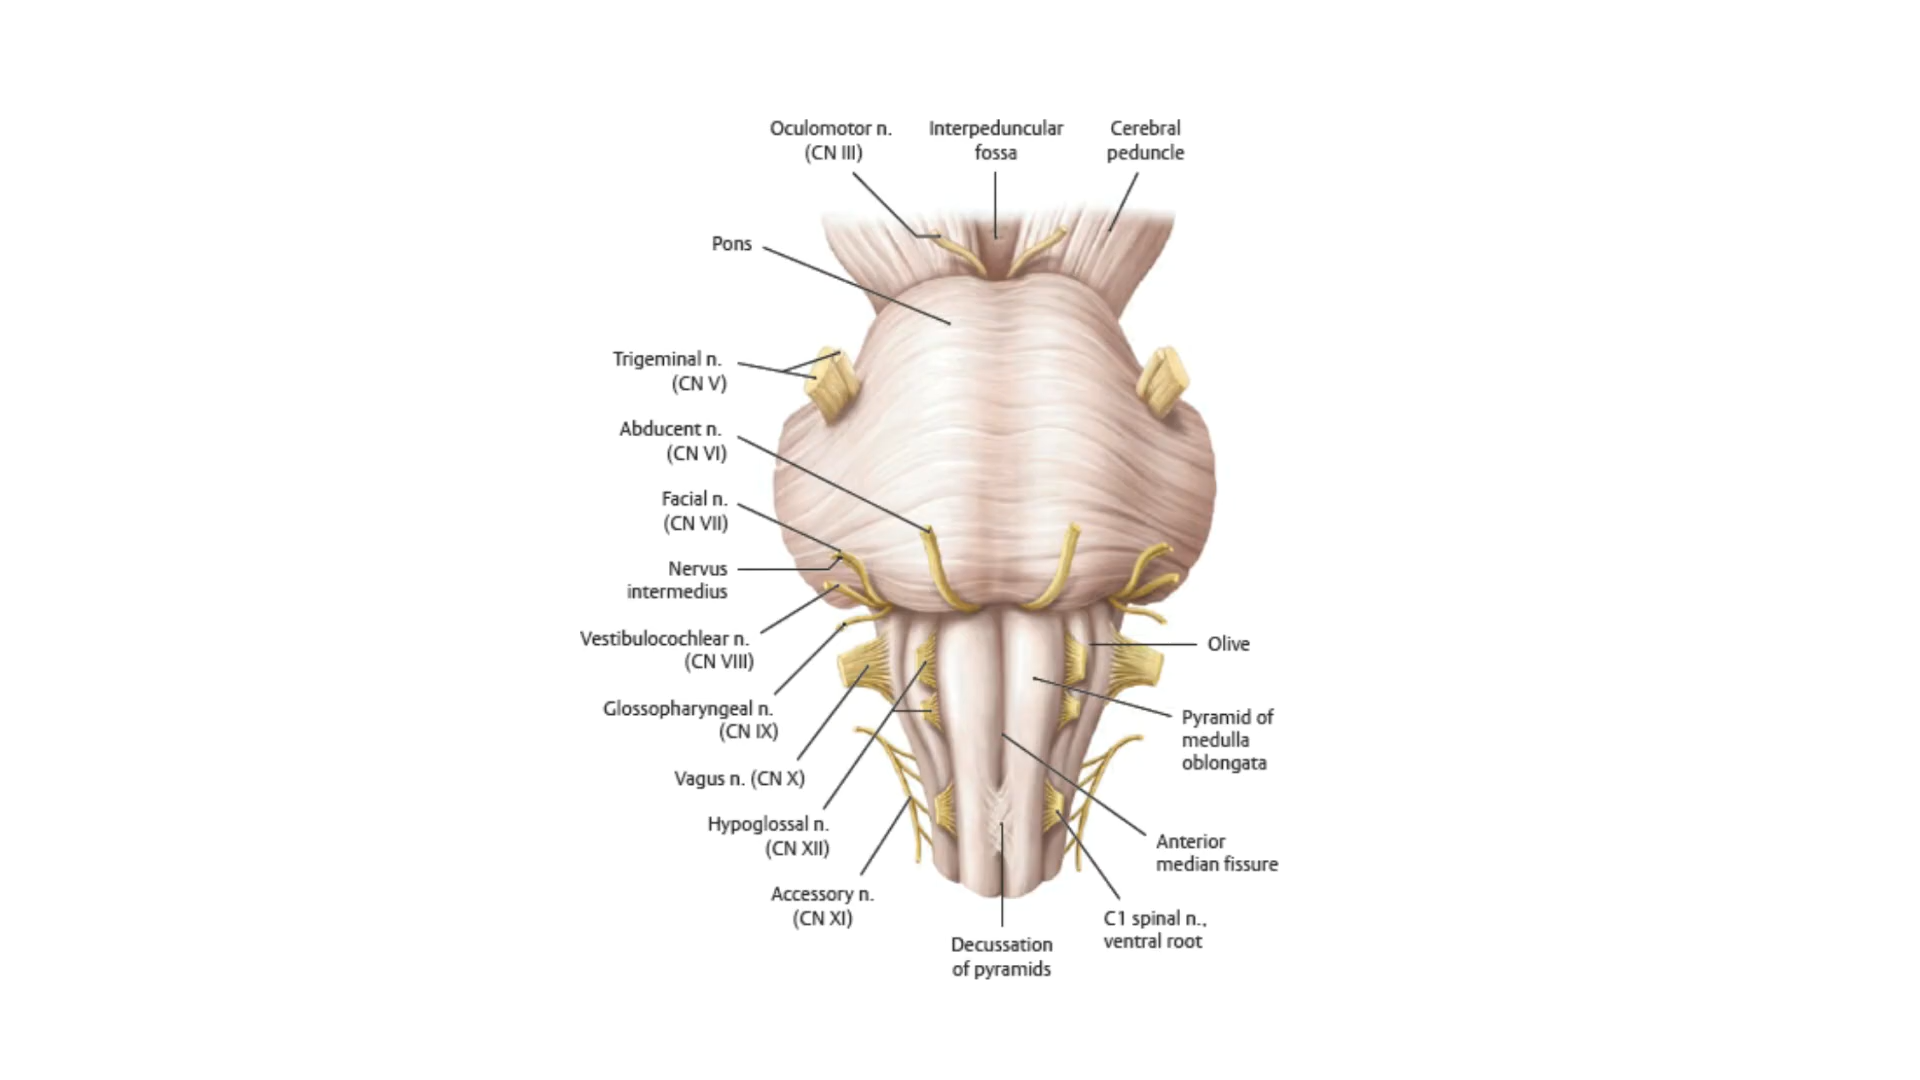 Oculomotor n.
(CN III)
Interpeduncular
fossa
Cerebral
peduncle
Pons
Trigeminal n.
(CN V)
Abducent n.
(CN VI)
Facial n.
(CN VII)
Nervus
intermedius
Vestibulocochlear n.
(CN VIII)
Glossopharyngeal n.
(CN IX)
Vagus n. (CN X)
Hypoglossal n.
(CN XII)
Accessory n.
(CN XI)
Olive
Pyramid of
medulla
oblongata
Anterior
median fissure
C1 spinal n.,
ventral root
Decussation
of pyramids